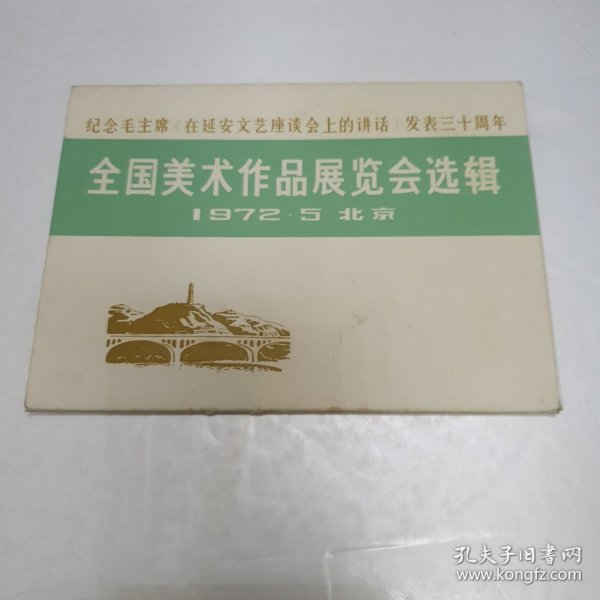 纪念毛主席《在延安文艺座谈会上的讲话》发表三十周年
全国美术作品展览会选辑
1972·5 北京
孔夫子旧书网
www.kongfz.com